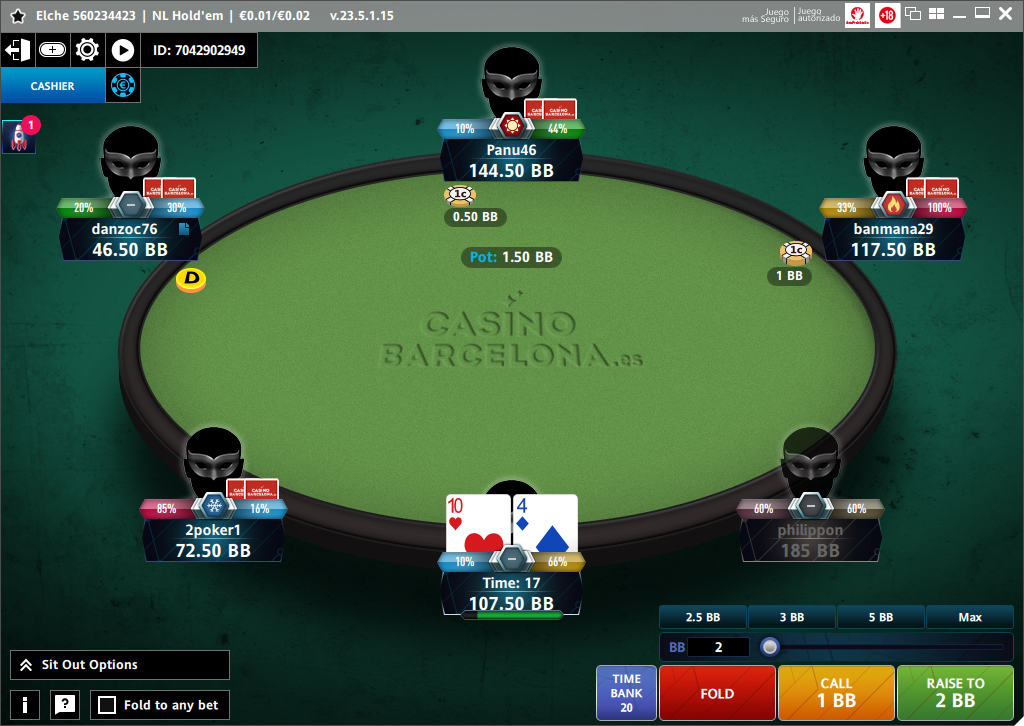 Elche 560234423 | NL Hold'em | €0.01/€0.02 v.23.5.1.15
Juego más Seguro
Juego autorizado
+18
ID: 7042902949
CASHIER
1
10% 44%
Panu46
144.50 BB
1c
0.50 BB
20% 30%
danzoc76
46.50 BB
D
33% 100%
banmana29
117.50 BB
1c
1 BB
Pot: 1.50 BB
CASINO
BARCELONA.es
85% 16%
2poker1
72.50 BB
10 4
10% 66%
Time: 17
107.50 BB
60% 60%
philippon
185 BB
2.5 BB 3 BB 5 BB Max
BB 2
Sit Out Options
Fold to any bet
TIME BANK 20
FOLD
CALL
1 BB
RAISE TO
2 BB